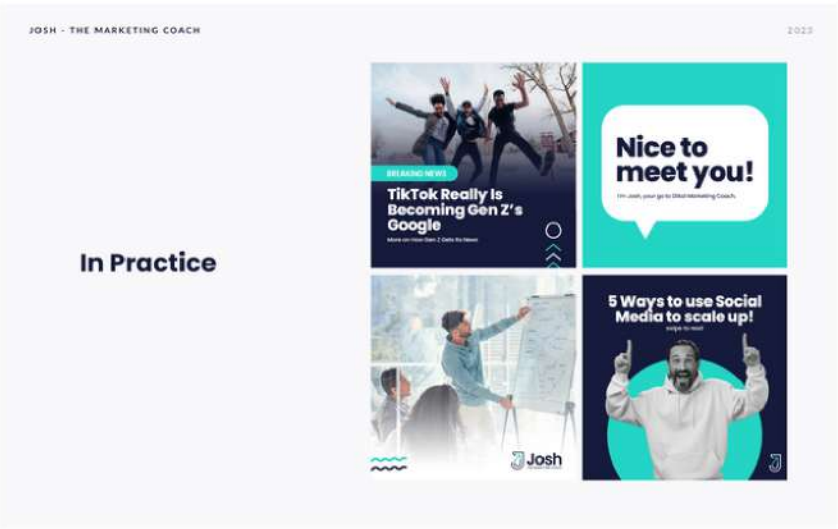 JOSH - THE MARKETING COACH
2023
In Practice
BREAKING NEWS
TikTok Really Is
Becoming Gen Z's
Google
More on How Gen Z Gets Its News
Nice to
meet you!
I'm Josh, your go to Digital Marketing Coach.
Josh
5 Ways to use Social
Media to scale up!
swipe to read